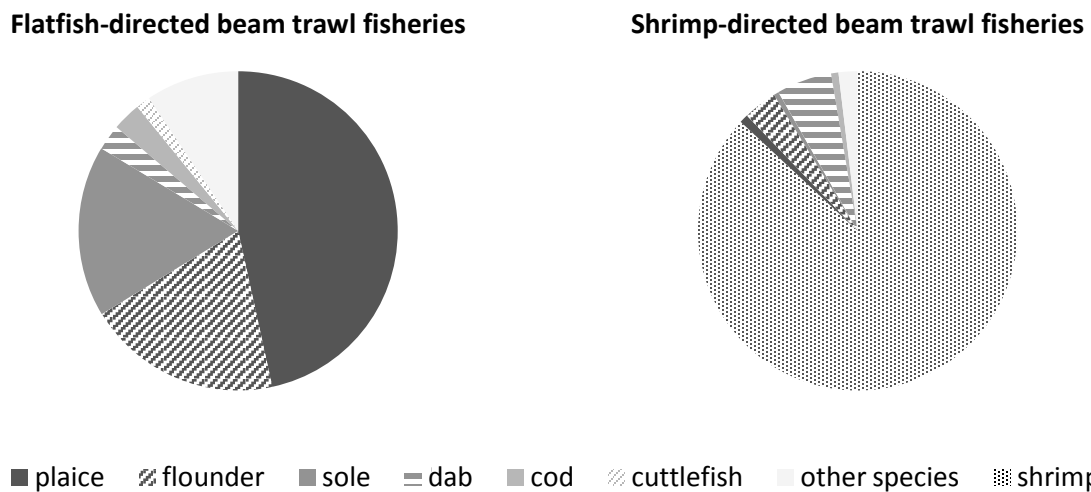 Flatfish-directed beam trawl fisheries
Shrimp-directed beam trawl fisheries
plaice flounder sole dab cod cuttlefish other species shrimp